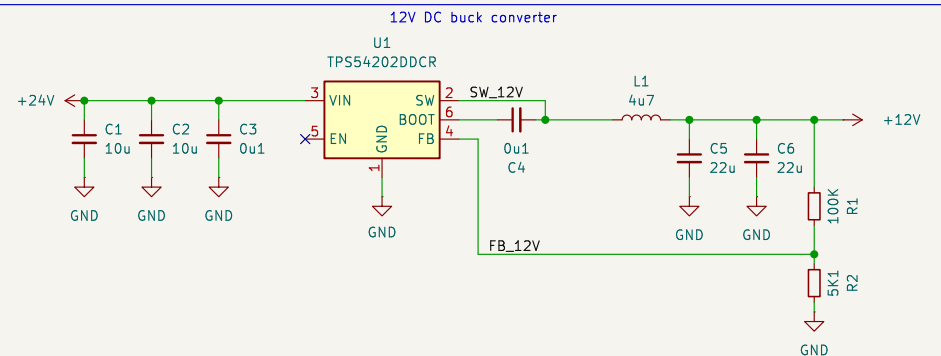 12V DC buck converter
U1
TPS54202DDCR
+24V
3 VIN
SW 2
SW_12V
BOOT 6
5 EN
FB 4
GND
1
GND
C1
10u
GND
C2
10u
GND
C3
0u1
GND
0u1
C4
L1
4u7
+12V
C5
22u
GND
C6
22u
GND
100K
R1
FB_12V
5K1
R2
GND